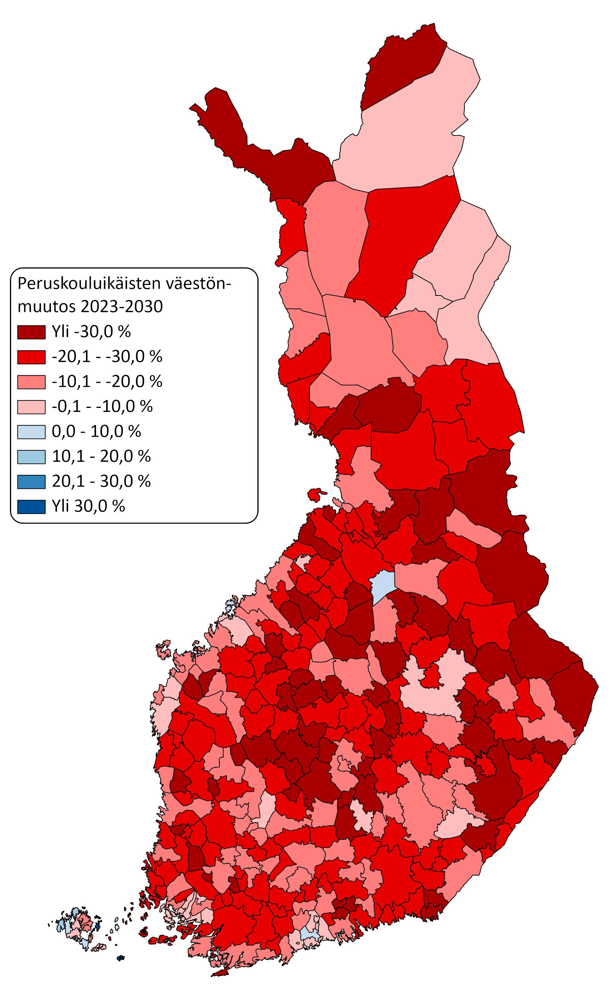 Peruskouluikäisten väestön-
muutos 2023-2030
Yli -30,0 %
-20,1 - -30,0 %
-10,1 - -20,0 %
-0,1 - -10,0 %
0,0 - 10,0 %
10,1 - 20,0 %
20,1 - 30,0 %
Yli 30,0 %